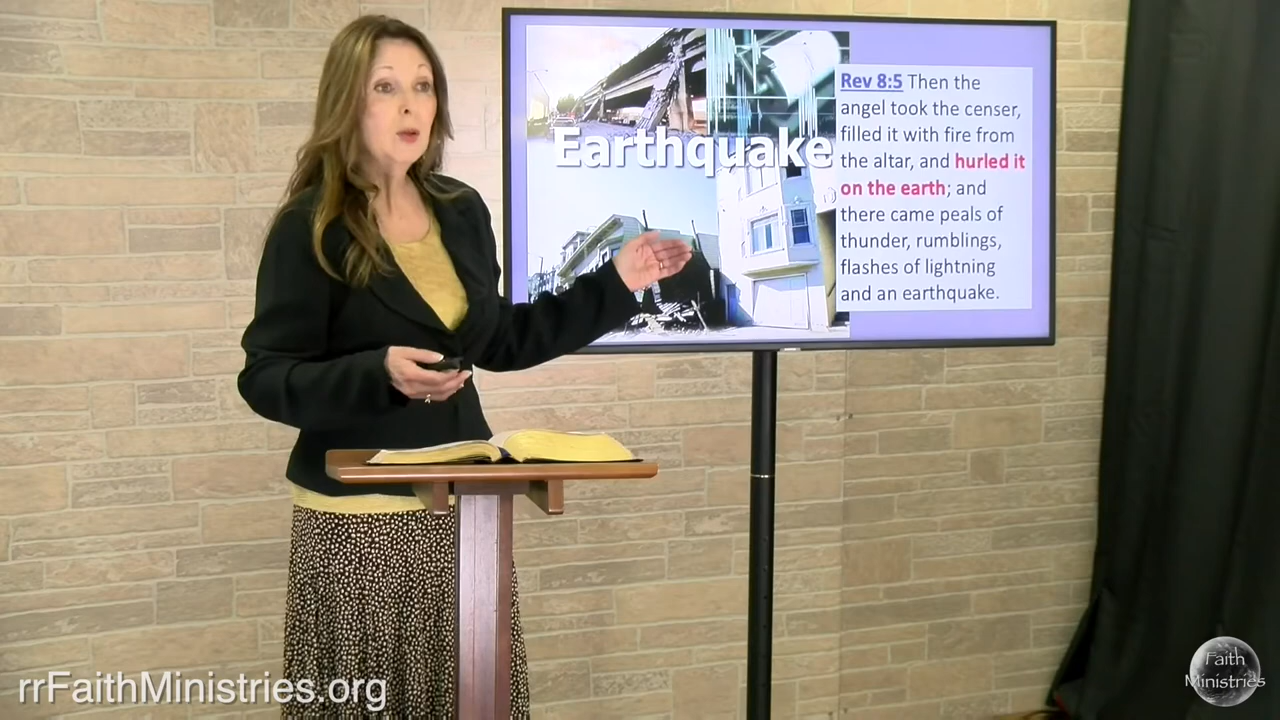 Earthquake
Rev 8:5 Then the
angel took the censer,
filled it with fire from
the altar, and hurled it
on the earth; and
there came peals of
thunder, rumblings,
flashes of lightning
and an earthquake.
rrFaithMinistries.org
Faith
Ministries